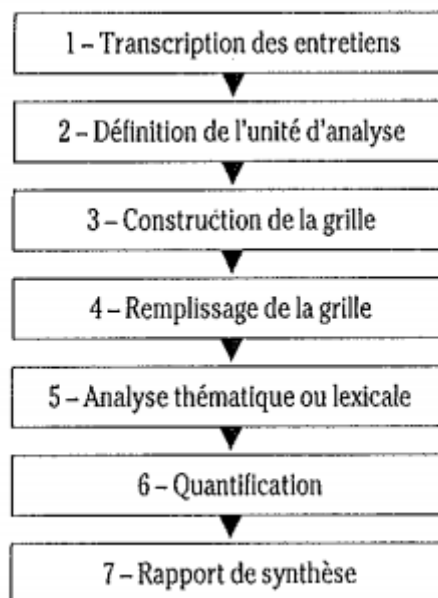 1 – Transcription des entretiens
2 – Définition de l'unité d'analyse
3 – Construction de la grille
4 – Remplissage de la grille
5 – Analyse thématique ou lexicale
6 – Quantification
7 – Rapport de synthèse